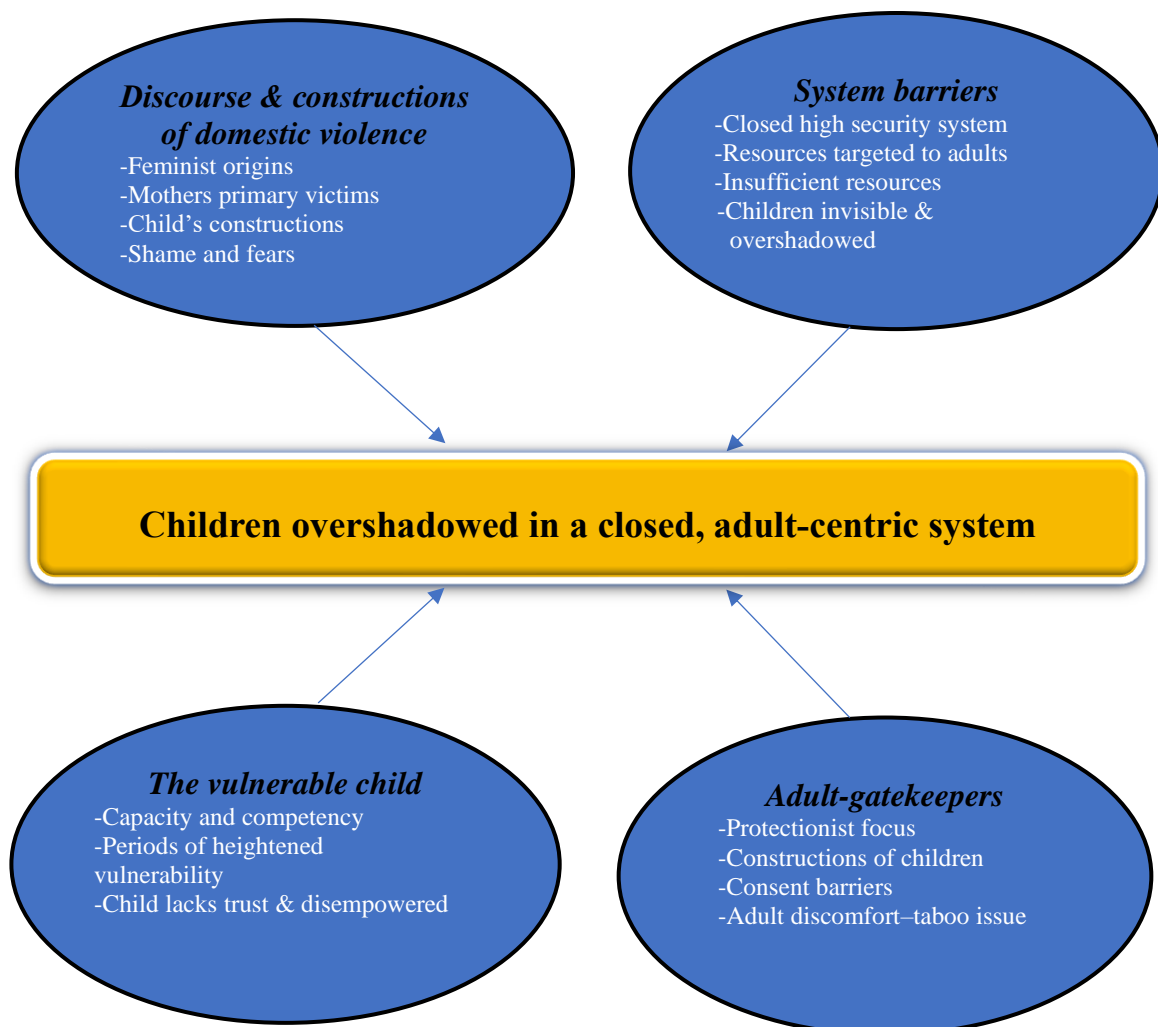 Discourse & constructions
of domestic violence
-Feminist origins
-Mothers primary victims
-Child’s constructions
-Shame and fears
System barriers
-Closed high security system
-Resources targeted to adults
-Insufficient resources
-Children invisible &
overshadowed
Children overshadowed in a closed, adult-centric system
The vulnerable child
-Capacity and competency
-Periods of heightened
vulnerability
-Child lacks trust & disempowered
Adult-gatekeepers
-Protectionist focus
-Constructions of children
-Consent barriers
-Adult discomfort–taboo issue